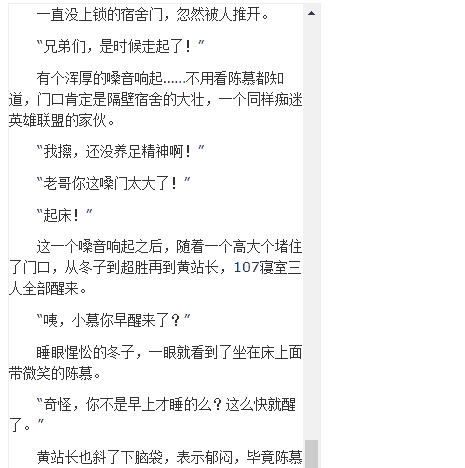 一直没上锁的宿舍门，忽然被人推开。
“兄弟们，是时候走起了！”
有个浑厚的嗓音响起……不用看陈慕都知
道，门口肯定是隔壁宿舍的大壮，一个同样痴迷
英雄联盟的家伙。
“我擦，还没养足精神啊！”
“老哥你这嗓门太大了！”
“起床！”
这一个嗓音响起之后，随着一个高大个堵住
了门口，从冬子到超胜再到黄站长，107寝室三
人全部醒来。
“咦，小慕你早醒来了？”
睡眼惺忪的冬子，一眼就看到了坐在床上面
带微笑的陈慕。
“奇怪，你不是早上才睡的么？这么快就醒
了。”
黄站长也斜了下脑袋，表示郁闷，毕竟陈慕